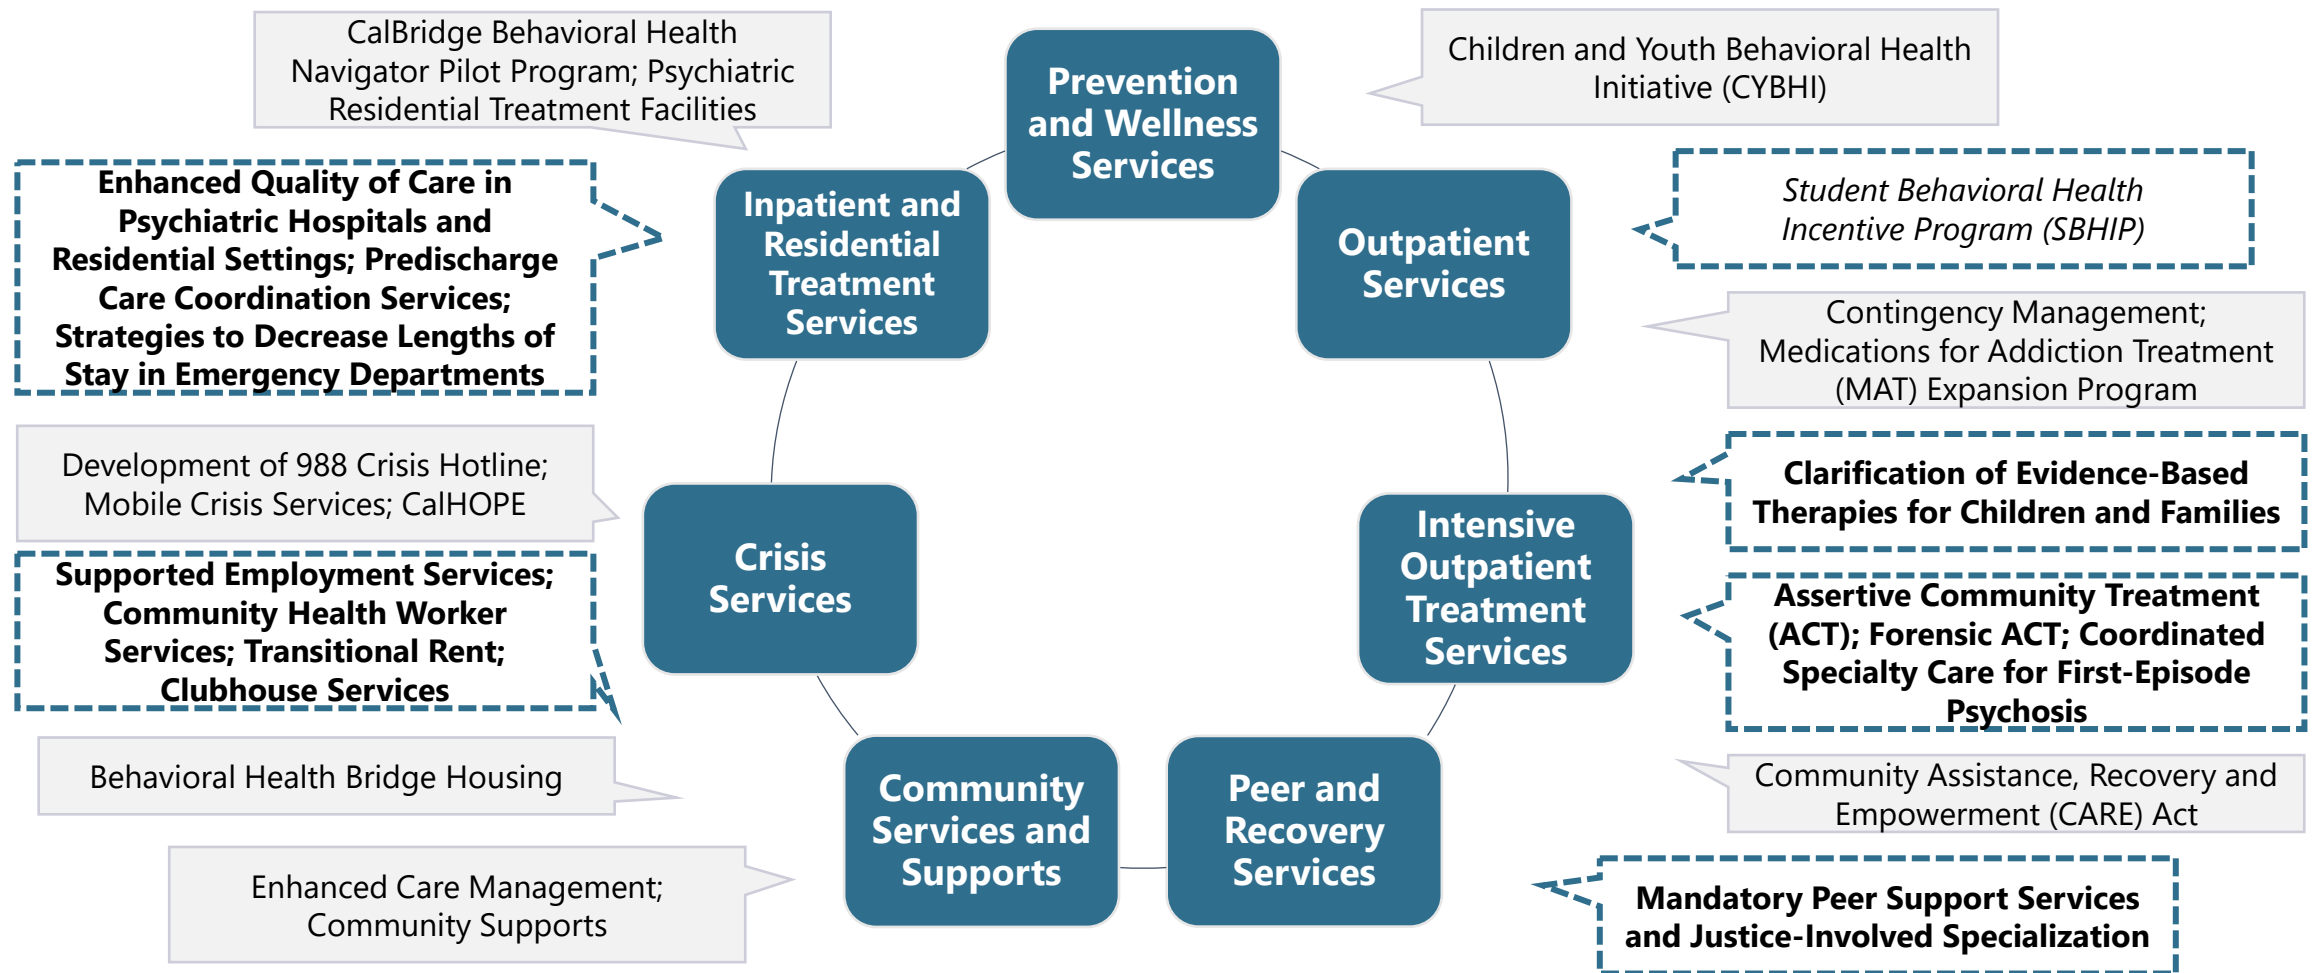 CalBridge Behavioral Health
Navigator Pilot Program; Psychiatric
Residential Treatment Facilities
Prevention
and Wellness
Services
Children and Youth Behavioral Health
Initiative (CYBHI)
Enhanced Quality of Care in
Psychiatric Hospitals and
Residential Settings; Predischarge
Care Coordination Services;
Strategies to Decrease Lengths of
Stay in Emergency Departments
Inpatient and
Residential
Treatment
Services
Outpatient
Services
Student Behavioral Health
Incentive Program (SBHIP)
Contingency Management;
Medications for Addiction Treatment
(MAT) Expansion Program
Development of 988 Crisis Hotline;
Mobile Crisis Services; CalHOPE
Crisis
Services
Intensive
Outpatient
Treatment
Services
Clarification of Evidence-Based
Therapies for Children and Families
Supported Employment Services;
Community Health Worker
Services; Transitional Rent;
Clubhouse Services
Assertive Community Treatment
(ACT); Forensic ACT; Coordinated
Specialty Care for First-Episode
Psychosis
Behavioral Health Bridge Housing
Community
Services and
Supports
Peer and
Recovery
Services
Community Assistance, Recovery and
Empowerment (CARE) Act
Enhanced Care Management;
Community Supports
Mandatory Peer Support Services
and Justice-Involved Specialization